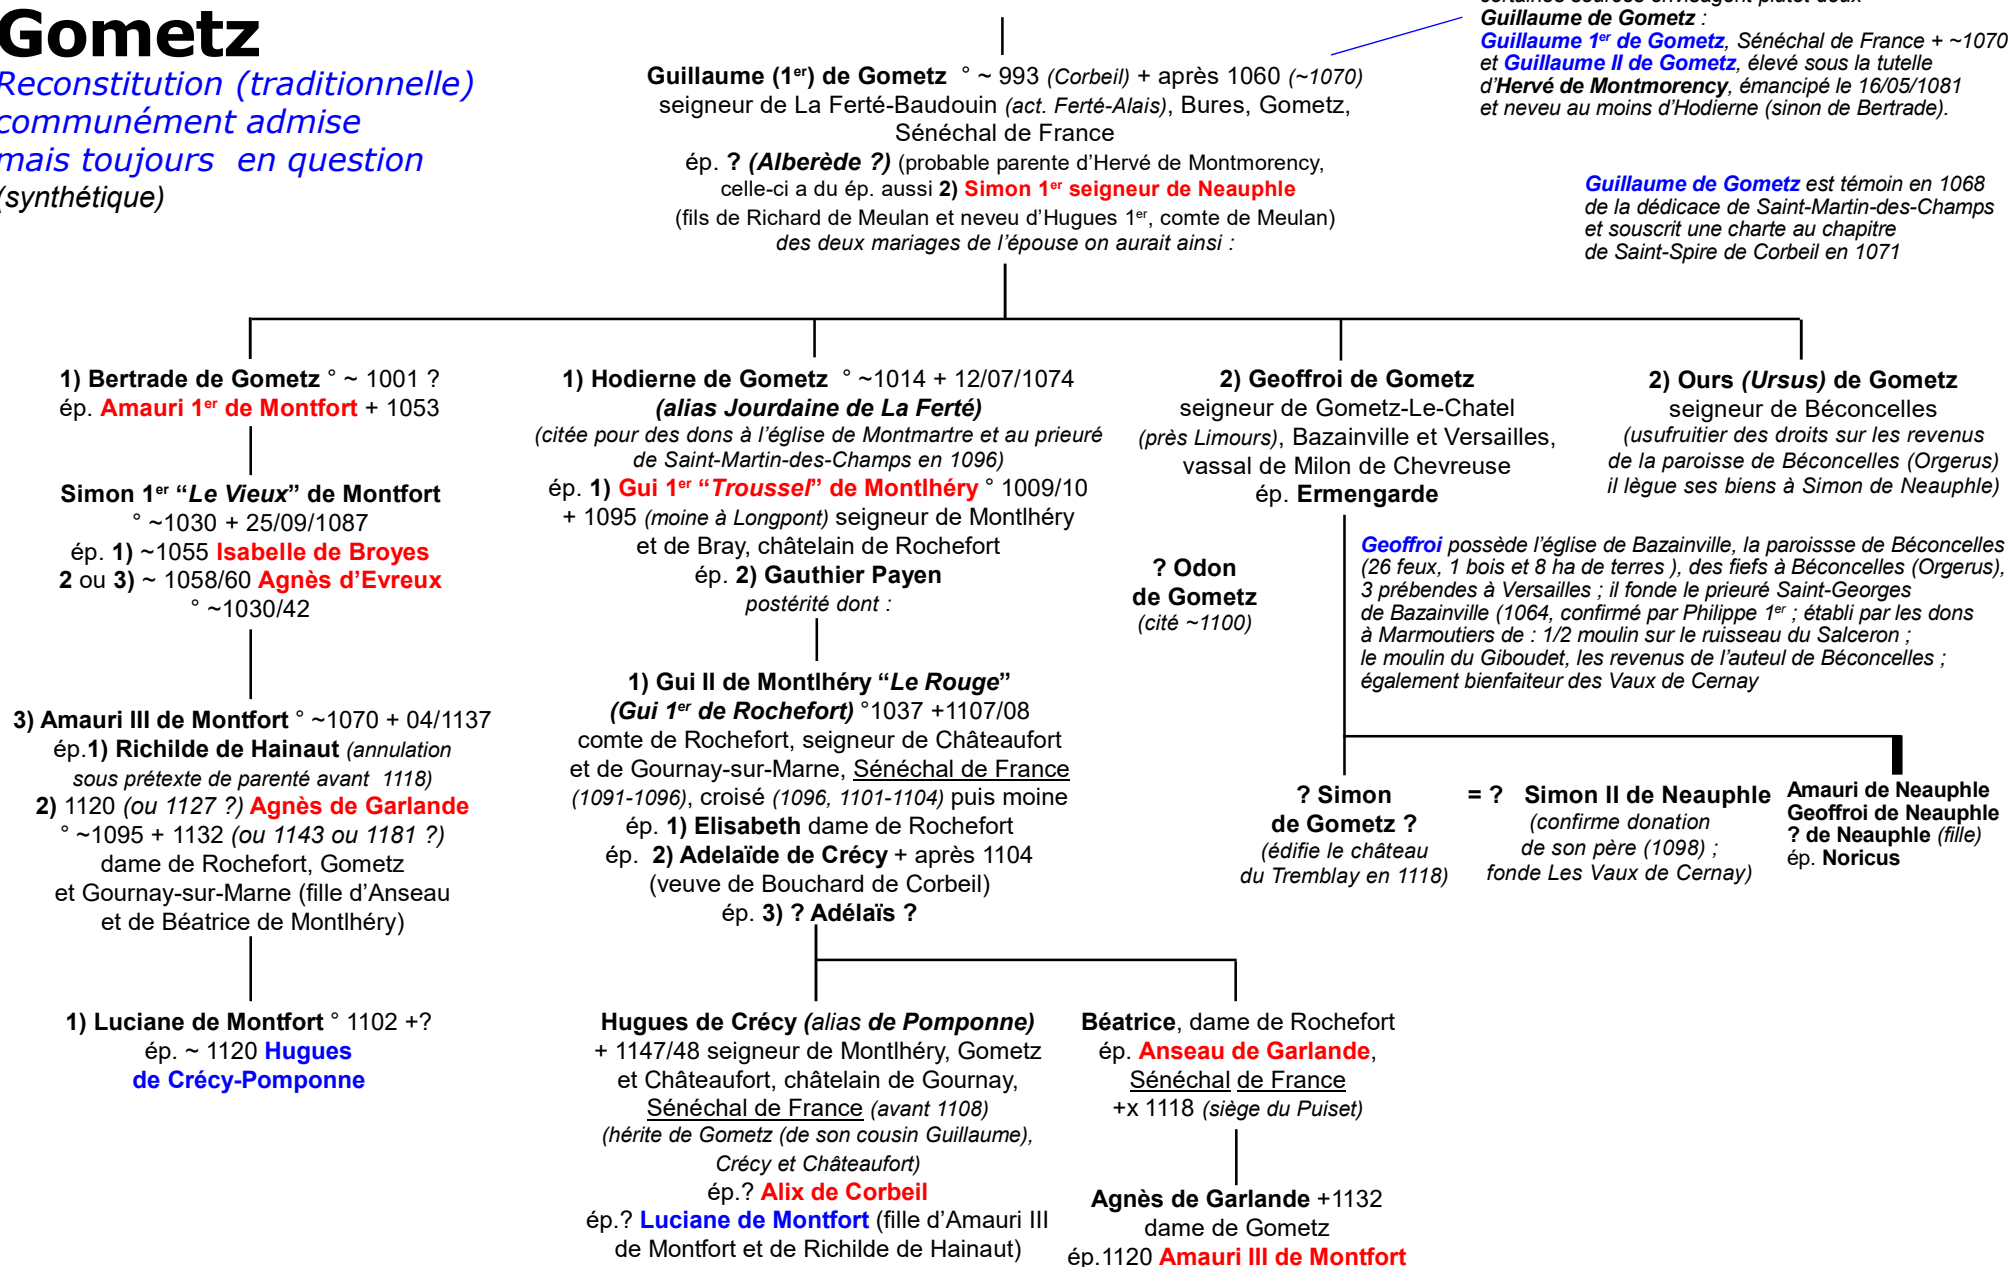 Gometz
Reconstitution (traditionnelle)
communément admise
mais toujours en question
(synthétique)
Guillaume (1er) de Gometz ° ~ 993 (Corbeil) + après 1060 (~1070)
seigneur de La Ferté-Baudouin (act. Ferté-Alais), Bures, Gometz,
Sénéchal de France
ép. ? (Alberède ?) (probable parente d’Hervé de Montmorency,
celle-ci a du ép. aussi 2) Simon 1er seigneur de Neauphle
(fils de Richard de Meulan et neveu d’Hugues 1er, comte de Meulan)
des deux mariages de l’épouse on aurait ainsi :
certaines sources envisagent plutôt deux
Guillaume de Gometz :
Guillaume 1er de Gometz, Sénéchal de France + ~1070
et Guillaume II de Gometz, élevé sous la tutelle
d’Hervé de Montmorency, émancipé le 16/05/1081
et neveu au moins d’Hodierne (sinon de Bertrade).
Guillaume de Gometz est témoin en 1068
de la dédicace de Saint-Martin-des-Champs
et souscrit une charte au chapitre
de Saint-Spire de Corbeil en 1071
1) Bertrade de Gometz ° ~ 1001 ?
ép. Amauri 1er de Montfort + 1053
Simon 1er “Le Vieux” de Montfort
° ~1030 + 25/09/1087
ép. 1) ~1055 Isabelle de Broyes
2 ou 3) ~ 1058/60 Agnès d’Evreux
° ~1030/42
3) Amauri III de Montfort ° ~1070 + 04/1137
ép.1) Richilde de Hainaut (annulation
sous prétexte de parenté avant 1118)
2) 1120 (ou 1127 ?) Agnès de Garlande
° ~1095 + 1132 (ou 1143 ou 1181 ?)
dame de Rochefort, Gometz
et Gournay-sur-Marne (fille d’Anseau
et de Béatrice de Montlhéry)
1) Luciane de Montfort ° 1102 +?
ép. ~ 1120 Hugues
de Crécy-Pomponne
1) Hodierne de Gometz ° ~1014 + 12/07/1074
(alias Jourdaine de La Ferté)
(citée pour des dons à l’église de Montmartre et au prieuré
de Saint-Martin-des-Champs en 1096)
ép. 1) Gui 1er “Troussel” de Montlhéry ° 1009/10
+ 1095 (moine à Longpont) seigneur de Montlhéry
et de Bray, châtelain de Rochefort
ép. 2) Gauthier Payen
postérité dont :
1) Gui II de Montlhéry “Le Rouge”
(Gui 1er de Rochefort) °1037 +1107/08
comte de Rochefort, seigneur de Châteaufort
et de Gournay-sur-Marne, Sénéchal de France
(1091-1096), croisé (1096, 1101-1104) puis moine
ép. 1) Elisabeth dame de Rochefort
ép. 2) Adelaïde de Crécy + après 1104
(veuve de Bouchard de Corbeil)
ép. 3) ? Adélaïs ?
Hugues de Crécy (alias de Pomponne)
+ 1147/48 seigneur de Montlhéry, Gometz
et Châteaufort, châtelain de Gournay,
Sénéchal de France (avant 1108)
(hérite de Gometz (de son cousin Guillaume),
Crécy et Châteaufort)
ép.? Alix de Corbeil
ép.? Luciane de Montfort (fille d’Amauri III
de Montfort et de Richilde de Hainaut)
Béatrice, dame de Rochefort
ép. Anseau de Garlande,
Sénéchal de France
+x 1118 (siège du Puiset)
Agnès de Garlande +1132
dame de Gometz
ép.1120 Amauri III de Montfort
2) Geoffroi de Gometz
seigneur de Gometz-Le-Chatel
(près Limours), Bazainville et Versailles,
vassal de Milon de Chevreuse
ép. Ermengarde
2) Ours (Ursus) de Gometz
seigneur de Béconcelles
(usufruitier des droits sur les revenus
de la paroisse de Béconcelles (Orgerus)
il lègue ses biens à Simon de Neauphle)
? Odon
de Gometz
(cité ~1100)
Geoffroi possède l’église de Bazainville, la paroissse de Béconcelles
(26 feux, 1 bois et 8 ha de terres ), des fiefs à Béconcelles (Orgerus),
3 prébendes à Versailles ; il fonde le prieuré Saint-Georges
de Bazainville (1064, confirmé par Philippe 1er ; établi par les dons
à Marmoutiers de : 1/2 moulin sur le ruisseau du Salceron ;
le moulin du Giboudet, les revenus de l’auteul de Béconcelles ;
également bienfaiteur des Vaux de Cernay
? Simon
de Gometz ?
(édifie le château
du Tremblay en 1118)
= ? Simon II de Neauphle
(confirme donation
de son père (1098) ;
fonde Les Vaux de Cernay)
Amauri de Neauphle
Geoffroi de Neauphle
? de Neauphle (fille)
ép. Noricus